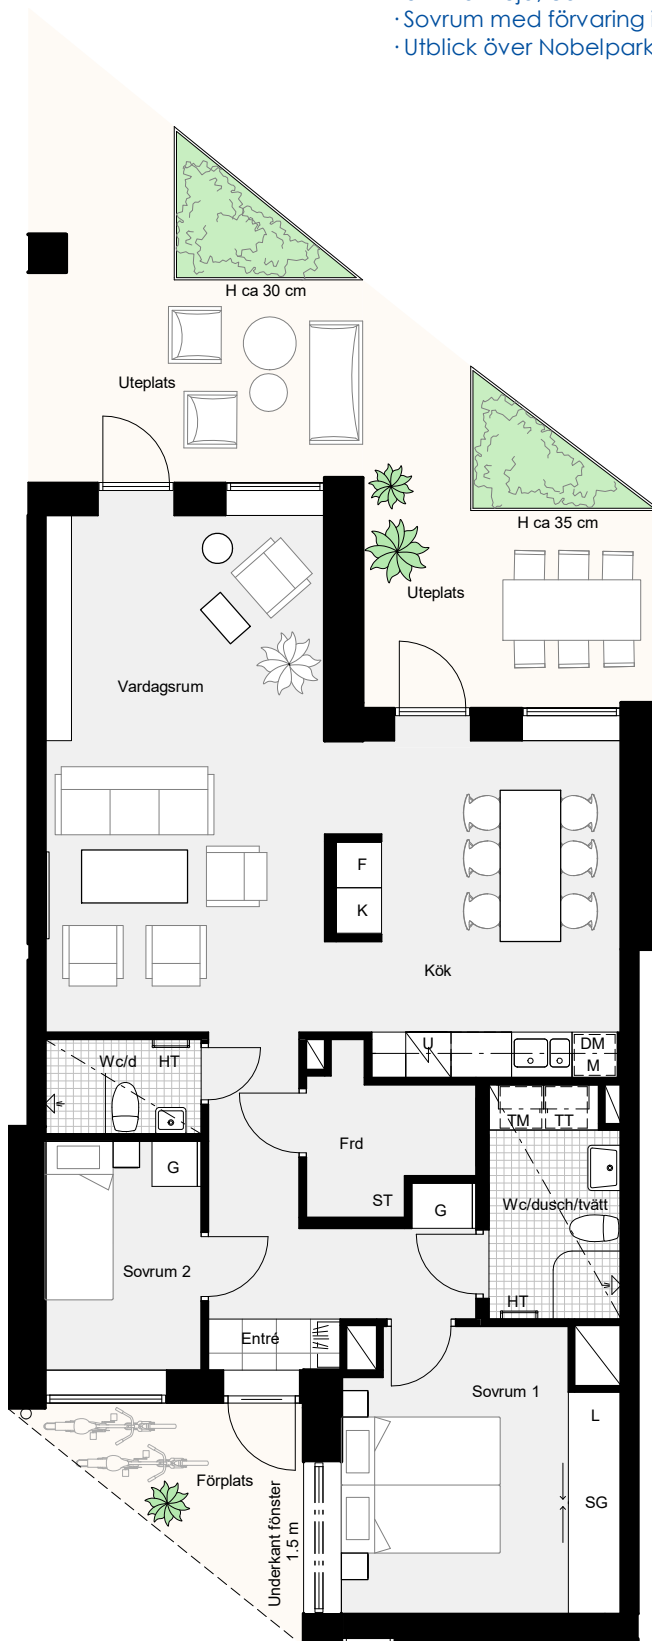 · Sovrum med förvaring
· Utblick över Nobelpark
H ca 30 cm
Uteplats
H ca 35 cm
Uteplats
Vardagsrum
F
K
Kök
Wc/d HT
U
DM
M
TM TT
Frd
G
ST
G
Wc/dusch/tvätt
Sovrum 2
HT
Entré
Sovrum 1
L
Förplats
SG
Underkant fönster
1.5 m